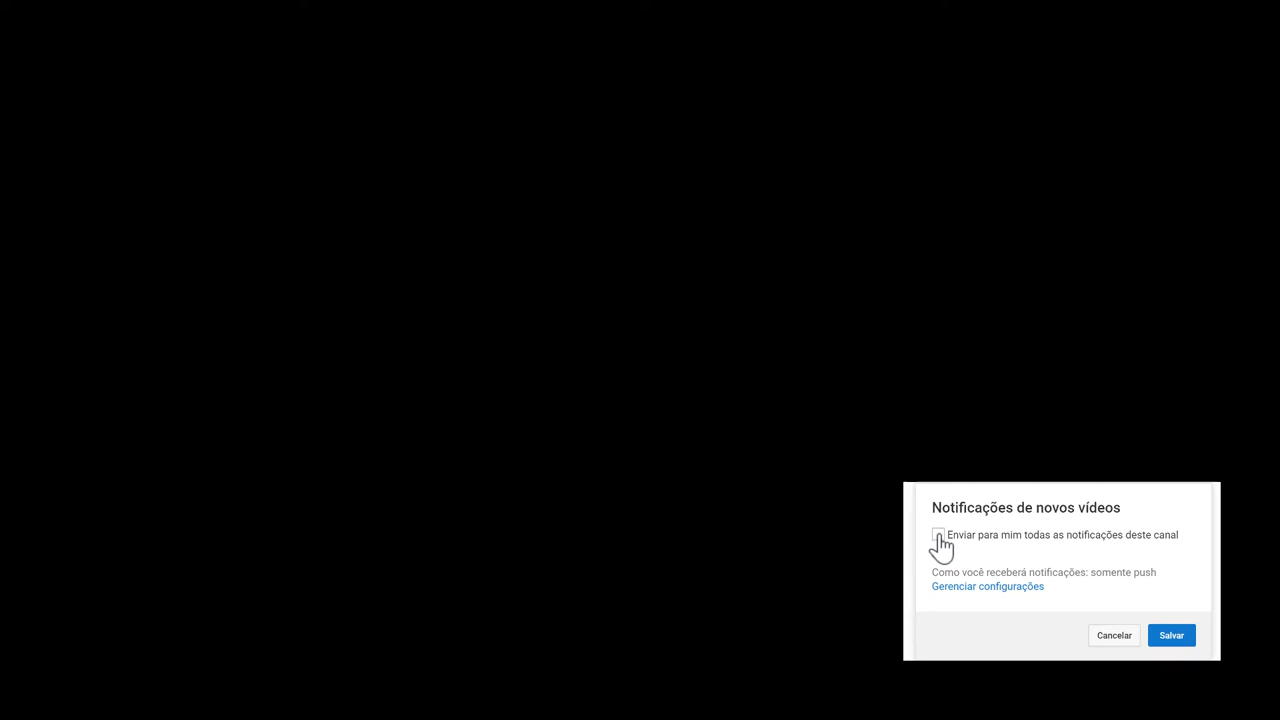 Notificações de novos vídeos
Enviar para mim todas as notificações deste canal
Como você receberá notificações: somente push
Gerenciar configurações
Cancelar Salvar